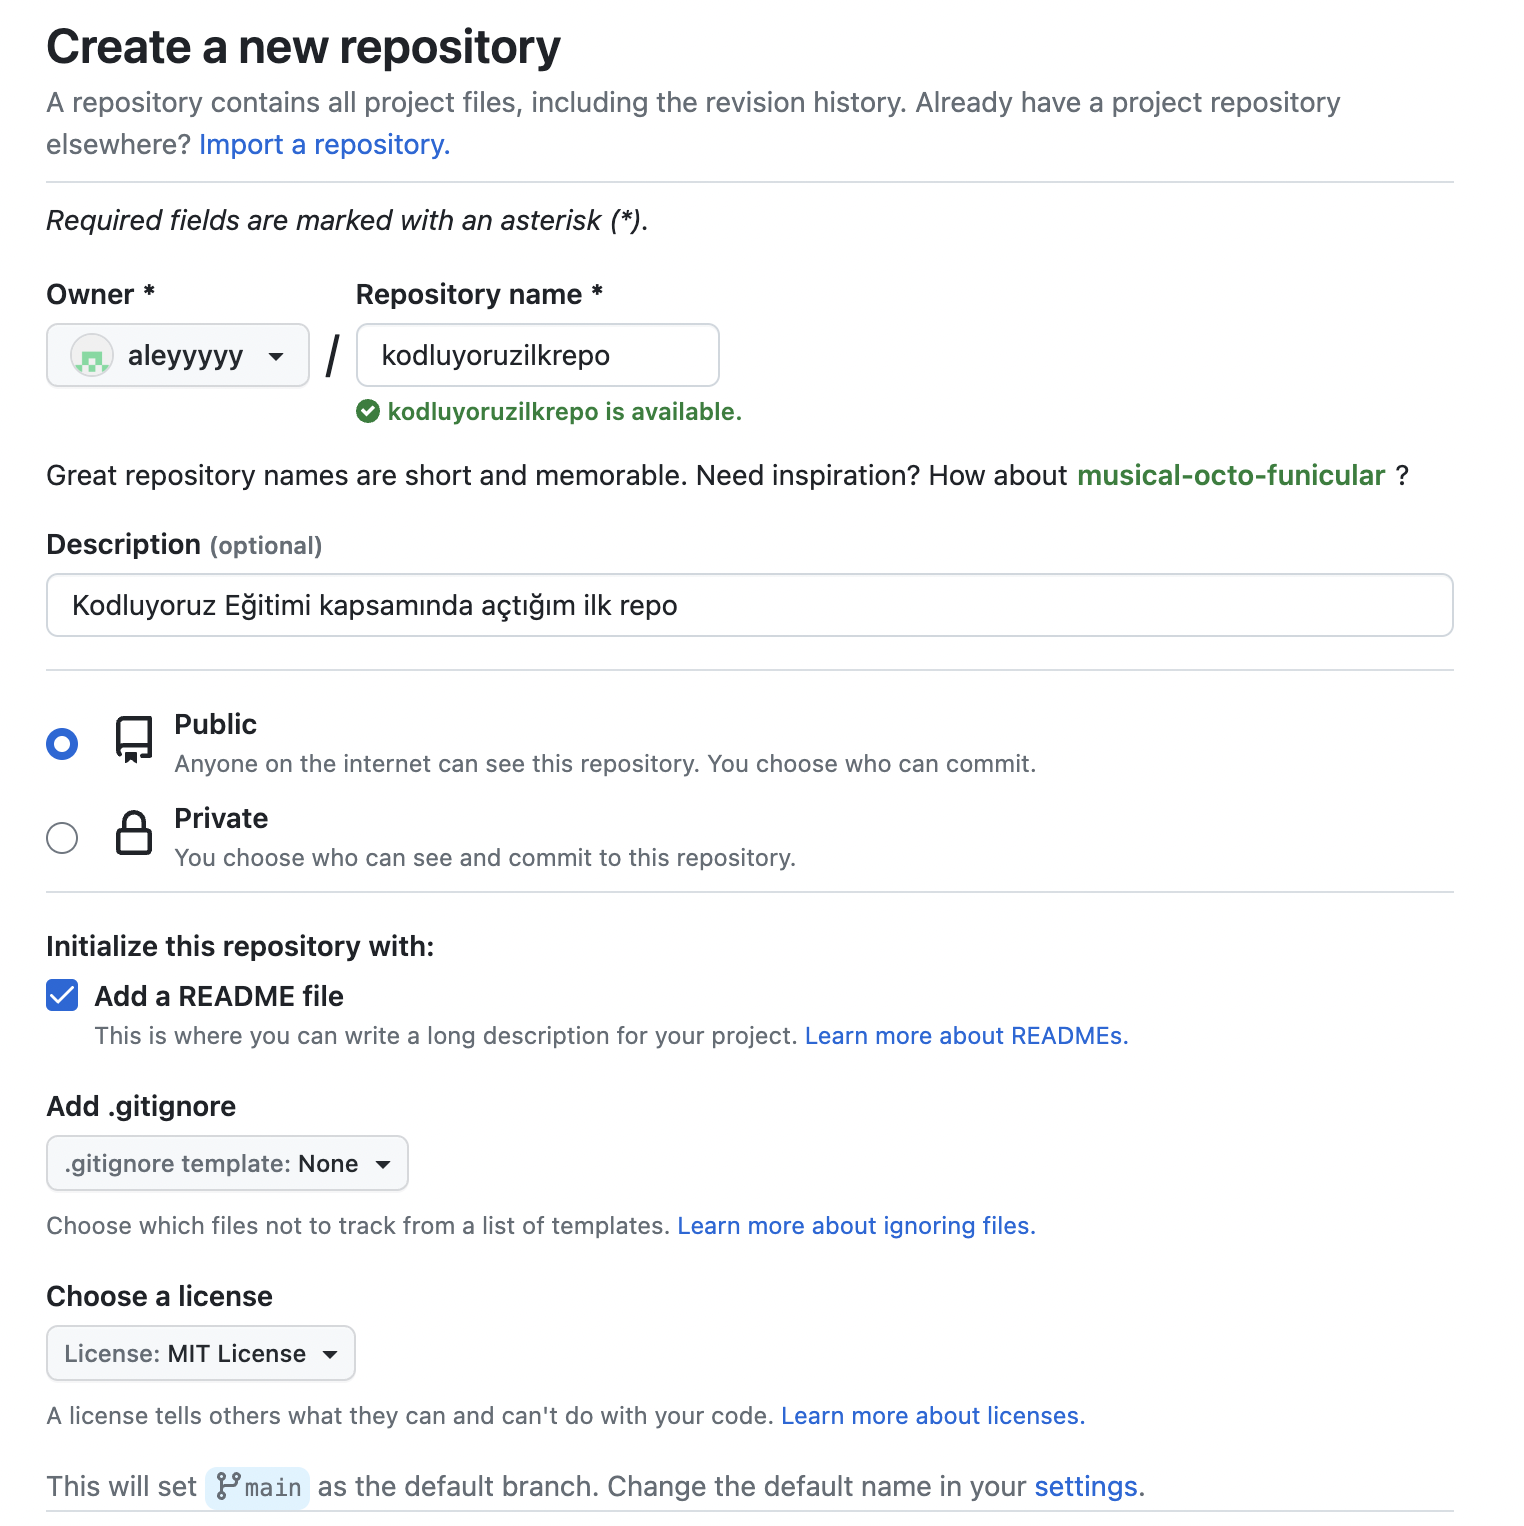 Create a new repository
A repository contains all project files, including the revision history. Already have a project repository
elsewhere? Import a repository.
Required fields are marked with an asterisk (*).
Owner *
Repository name *
aleyyyyy
/
kodluyoruzilkrepo
kodluyoruzilkrepo is available.
Great repository names are short and memorable. Need inspiration? How about musical-octo-funicular ?
Description (optional)
Kodluyoruz Eğitimi kapsamında açtığım ilk repo
Public
Anyone on the internet can see this repository. You choose who can commit.
Private
You choose who can see and commit to this repository.
Initialize this repository with:
Add a README file
This is where you can write a long description for your project. Learn more about READMEs.
Add .gitignore
.gitignore template: None
Choose which files not to track from a list of templates. Learn more about ignoring files.
Choose a license
License: MIT License
A license tells others what they can and can't do with your code. Learn more about licenses.
This will set main as the default branch. Change the default name in your settings.